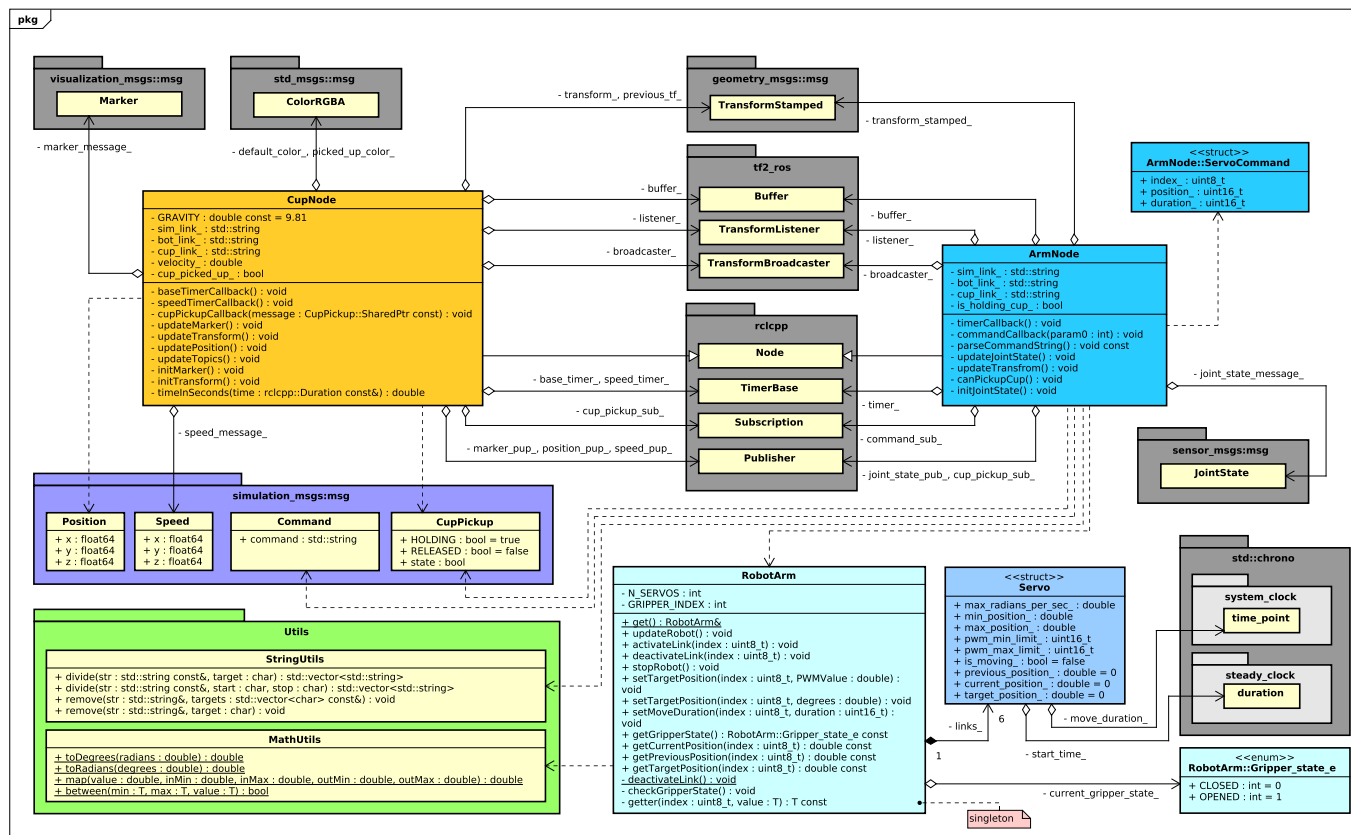 pkg
visualization_msgs::msg
Marker
std_msgs::msg
ColorRGBA
geometry_msgs::msg
TransformStamped
- transform_, previous_tf_
- transform_stamped_
- marker_message_
- default_color_, picked_up_color_
tf2_ros
Buffer
TransformListener
TransformBroadcaster
- buffer_
- listener_
- broadcaster_
- buffer_
- listener_
- broadcaster_
<<struct>>
ArmNode::ServoCommand
+ index_ : uint8_t
+ position_ : uint16_t
+ duration_ : uint16_t
CupNode
- GRAVITY : double const = 9.81
- sim_link_ : std::string
- bot_link_ : std::string
- cup_link_ : std::string
- velocity_ : double
- cup_picked_up_ : bool
- baseTimerCallback() : void
- speedTimerCallback() : void
- cupPickupCallback(message : CupPickup::SharedPtr const) : void
- updateMarker() : void
- updateTransform() : void
- updatePosition() : void
- updateTopics() : void
- initMarker() : void
- initTransform() : void
- timeInSeconds(time : rclcpp::Duration const&) : double
ArmNode
- sim_link_ : std::string
- bot_link_ : std::string
- cup_link_ : std::string
- is_holding_cup_ : bool
- timerCallback() : void
- commandCallback(param0 : int) : void
- parseCommandString() : void const
- updateJointState() : void
- updateTransfrom() : void
- canPickupCup() : void
- initJointState() : void
rclcpp
Node
TimerBase
Subscription
Publisher
- base_timer_, speed_timer_
- cup_pickup_sub_
- marker_pup_, position_pup_, speed_pup_
- timer_
- command_sub_
- joint_state_pub_, cup_pickup_sub_
- joint_state_message_
sensor_msgs:msg
JointState
- speed_message_
simulation_msgs:msg
Position
+ x : float64
+ y : float64
+ z : float64
Speed
+ x : float64
+ y : float64
+ z : float64
Command
+ command : std::string
CupPickup
+ HOLDING : bool = true
+ RELEASED : bool = false
+ state : bool
Utils
StringUtils
+ divide(str : std::string const&, target : char) : std::vector<std::string>
+ divide(str : std::string const&, start : char, stop : char) : std::vector<std::string>
+ remove(str : std::string&, targets : std::vector<char> const&) : void
+ remove(str : std::string&, target : char) : void
MathUtils
+ toDegrees(radians : double) : double
+ toRadians(degrees : double) : double
+ map(value : double, inMin : double, inMax : double, outMin : double, outMax : double) : double
+ between(min : T, max : T, value : T) : bool
RobotArm
- N_SERVOS : int
- GRIPPER_INDEX : int
+ get() : RobotArm&
+ updateRobot() : void
+ activateLink(index : uint8_t) : void
+ deactivateLink(index : uint8_t) : void
+ stopRobot() : void
+ setTargetPosition(index : uint8_t, PWMValue : double) :
void
+ setTargetPosition(index : uint8_t, degrees : double) : void
+ setMoveDuration(index : uint8_t, duration : uint16_t) :
void
+ getGripperState() : RobotArm::Gripper_state_e const
+ getCurrentPosition(index : uint8_t) : double const
+ getPreviousPosition(index : uint8_t) : double const
+ getTargetPosition(index : uint8_t) : double const
- deactivateLink() : void
- checkGripperState() : void
- getter(index : uint8_t, value : T) : T const
<<struct>>
Servo
+ max_radians_per_sec_ : double
+ min_position_ : double
+ max_position_ : double
+ pwm_min_limit_ : uint16_t
+ pwm_max_limit_ : uint16_t
+ is_moving_ : bool = false
+ previous_position_ : double = 0
+ current_position_ : double = 0
+ target_position_ : double = 0
std::chrono
system_clock
time_point
steady_clock
duration
- links_
6
1
- move_duration_
- start_time_
- current_gripper_state_
<<enum>>
RobotArm::Gripper_state_e
+ CLOSED : int = 0
+ OPENED : int = 1
singleton